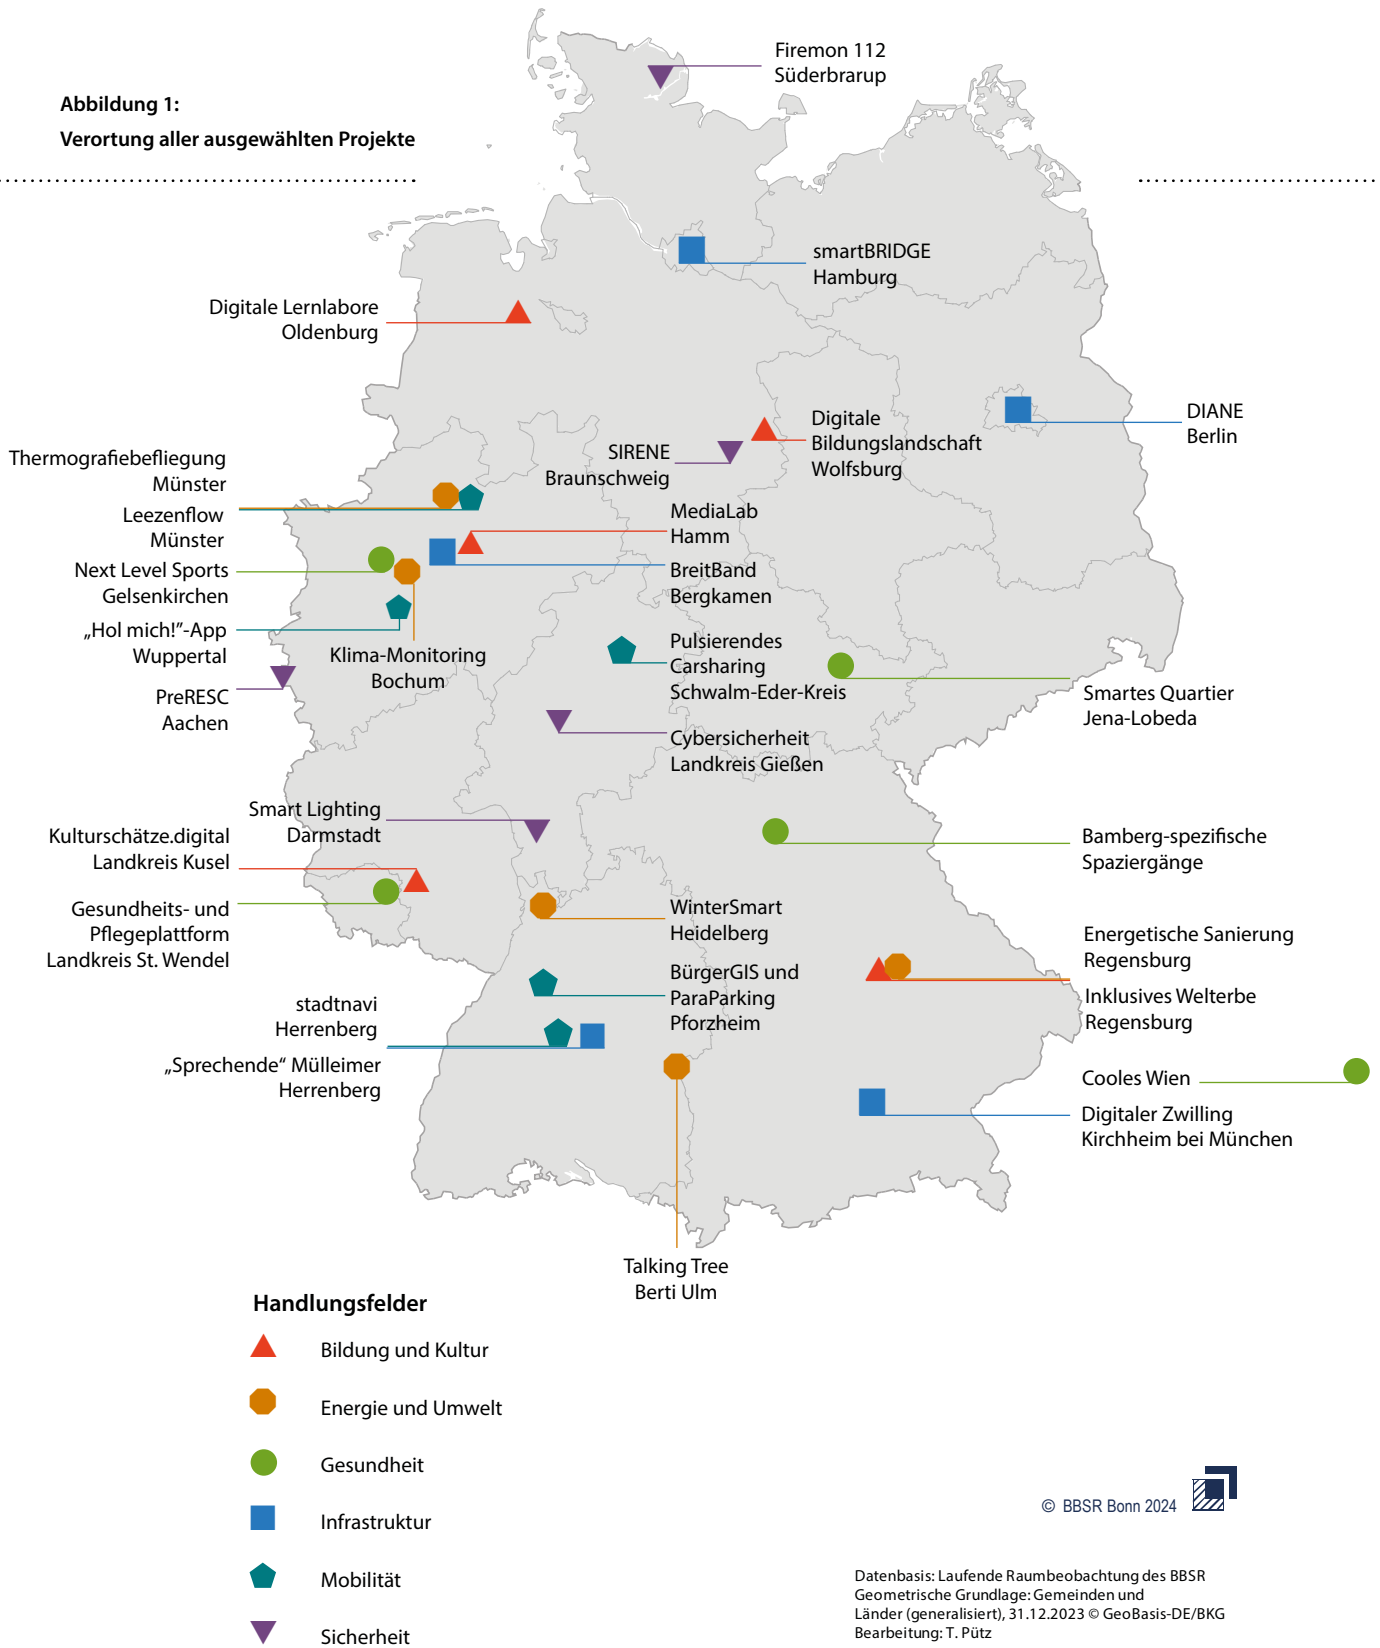 Abbildung 1:
Verortung aller ausgewählten Projekte
Firemon 112
Süderbrarup
smartBRIDGE
Hamburg
Digitale Lernlabore
Oldenburg
DIANE
Berlin
Digitale
Bildungslandschaft
Wolfsburg
SIRENE
Braunschweig
Thermografiebefliegung
Münster
Leezenflow
Münster
MediaLab
Hamm
BreitBand
Bergkamen
Next Level Sports
Gelsenkirchen
„Hol mich!”-App
Wuppertal
Klima-Monitoring
Bochum
PreRESC
Aachen
Pulsierendes
Carsharing
Schwalm-Eder-Kreis
Smartes Quartier
Jena-Lobeda
Cybersicherheit
Landkreis Gießen
Smart Lighting
Darmstadt
Kulturschätze.digital
Landkreis Kusel
Bamberg-spezifische
Spaziergänge
Gesundheits- und
Pflegeplattform
Landkreis St. Wendel
WinterSmart
Heidelberg
Energetische Sanierung
Regensburg
Inklusives Welterbe
Regensburg
BürgerGIS und
ParaParking
Pforzheim
stadtnavi
Herrenberg
„Sprechende“ Mülleimer
Herrenberg
Cooles Wien
Digitaler Zwilling
Kirchheim bei München
Talking Tree
Berti Ulm
Handlungsfelder
Bildung und Kultur
Energie und Umwelt
Gesundheit
Infrastruktur
Mobilität
Sicherheit
© BBSR Bonn 2024
Datenbasis: Laufende Raumbeobachtung des BBSR
Geometrische Grundlage: Gemeinden und
Länder (generalisiert), 31.12.2023 © GeoBasis-DE/BKG
Bearbeitung: T. Pütz